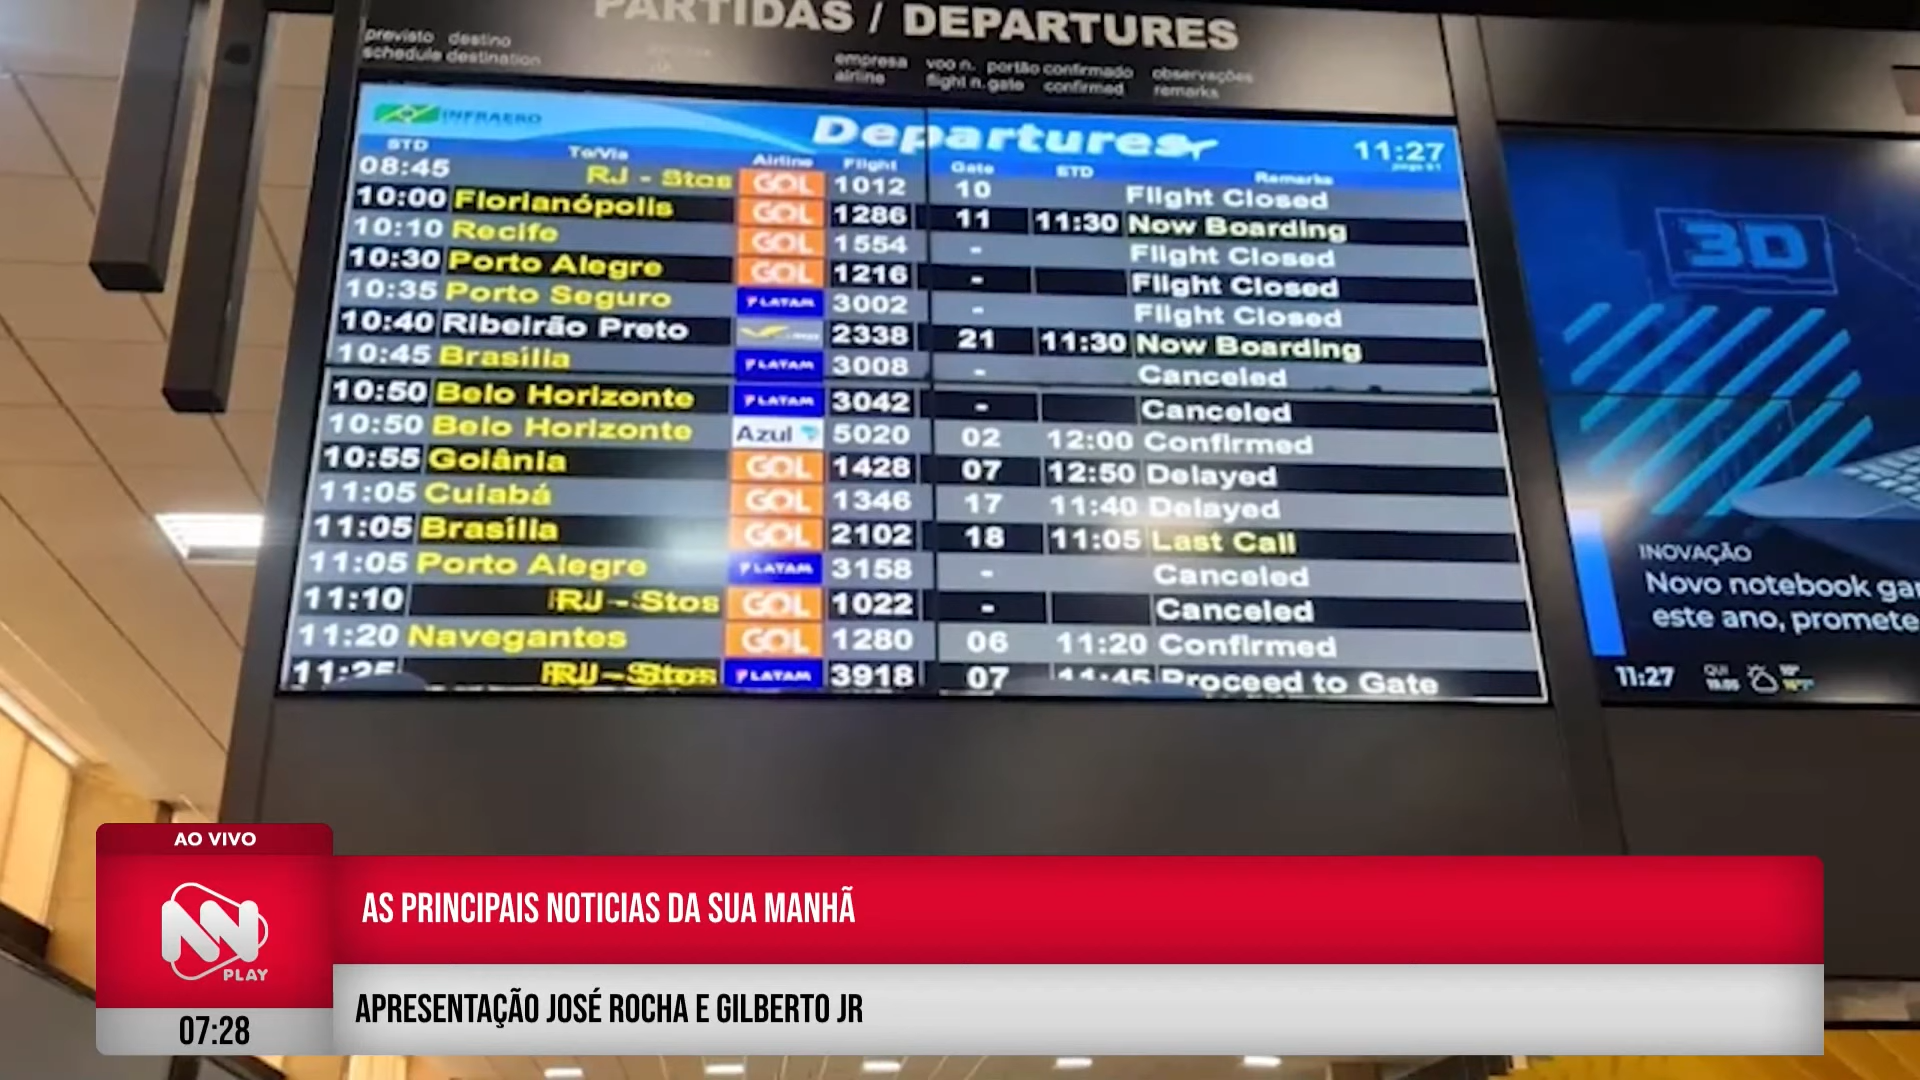 PARTIDAS / DEPARTURES
previsto destino
schedule destination
empresa voo n. portão confirmado observações
airline flight n. gate confirmed remarks
INFRAERO Departures 11:27
STD To/Via Airline Flight Gate ETD Remarks
08:45 RJ - Stos GOL 1012 10 Flight Closed
10:00 Florianópolis GOL 1286 11 11:30 Now Boarding
10:10 Recife GOL 1554 - Flight Closed
10:30 Porto Alegre GOL 1216 - Flight Closed
10:35 Porto Seguro LATAM 3002 - Flight Closed
10:40 Ribeirão Preto 2338 21 11:30 Now Boarding
10:45 Brasília LATAM 3008 - Canceled
10:50 Belo Horizonte LATAM 3042 - Canceled
10:50 Belo Horizonte Azul 5020 02 12:00 Confirmed
10:55 Goiânia GOL 1428 07 12:50 Delayed
11:05 Cuiabá GOL 1346 17 11:40 Delayed
11:05 Brasília GOL 2102 18 11:05 Last Call
11:05 Porto Alegre LATAM 3158 - Canceled
11:10 RJ - Stos GOL 1022 - Canceled
11:20 Navegantes GOL 1280 06 11:20 Confirmed
11:25 RJ - Stos LATAM 3918 07 11:45 Proceed to Gate
3D
INOVAÇÃO
Novo notebook gar
este ano, promete
11:27 QUI
AO VIVO
NN PLAY
07:28
AS PRINCIPAIS NOTICIAS DA SUA MANHÃ
APRESENTAÇÃO JOSÉ ROCHA E GILBERTO JR